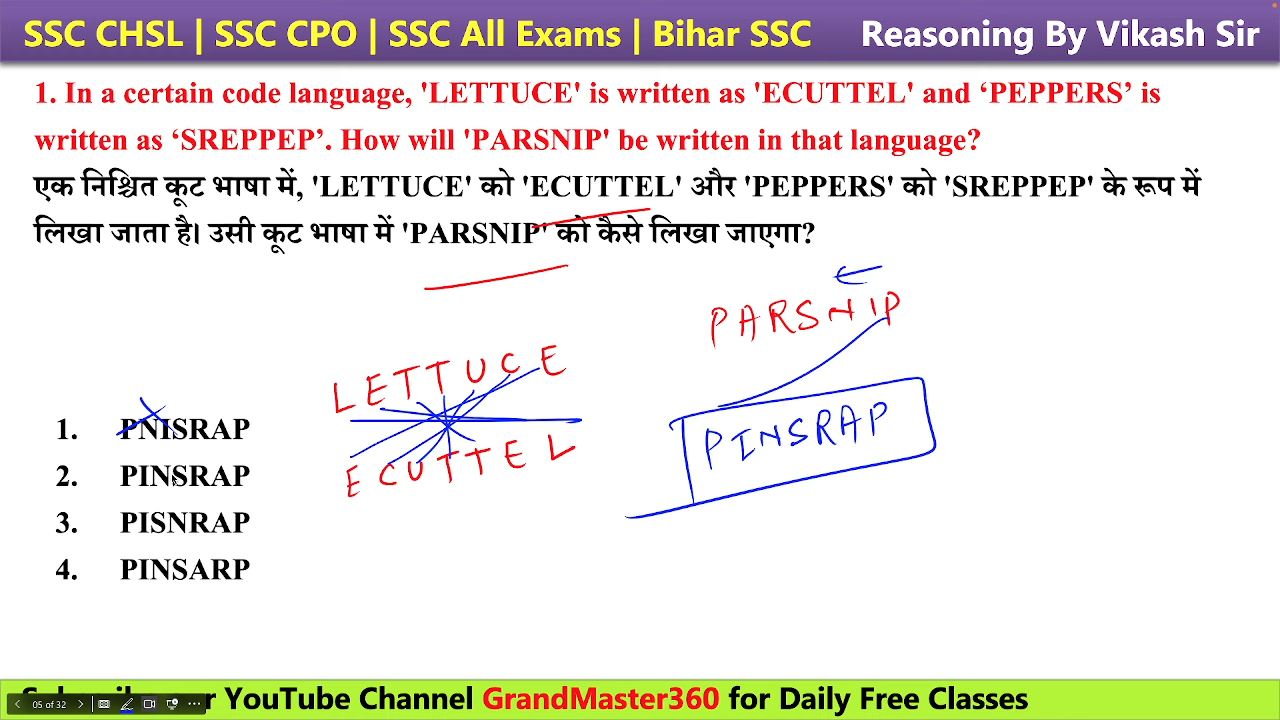 SSC CHSL | SSC CPO | SSC All Exams | Bihar SSC Reasoning By Vikash Sir
1. In a certain code language, 'LETTUCE' is written as 'ECUTTEL' and ‘PEPPERS’ is
written as ‘SREPPEP’. How will 'PARSNIP' be written in that language?
एक निश्चित कूट भाषा में, 'LETTUCE' को 'ECUTTEL' और 'PEPPERS' को 'SREPPEP' के रूप में
लिखा जाता है। उसी कूट भाषा में 'PARSNIP' को कैसे लिखा जाएगा?
PARSNIP
LETTUCE
1. PNISRAP
PINSRAP
ECUTTEL
2. PINSRAP
3. PISNRAP
4. PINSARP
YouTube Channel GrandMaster360 for Daily Free Classes
05 of 32